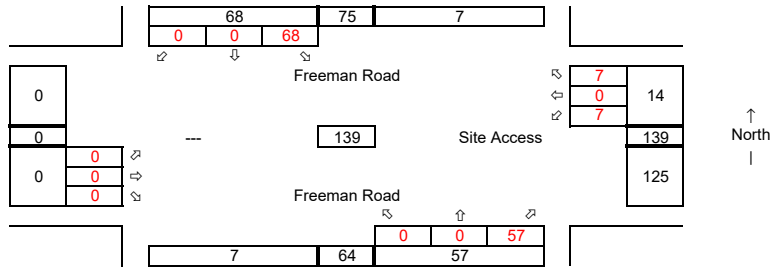 68 75 7
0 0 68
⬃ ⇩ ⬂
Freeman Road
⬁ 7
0 ⇦ 0 14 ↑
⬃ 7
0 --- 139 Site Access 139 North
0 ⬀ |
0 0 ⇨ 125
0 ⬂ Freeman Road
⬁ ⇧ ⬀
0 0 57
7 64 57